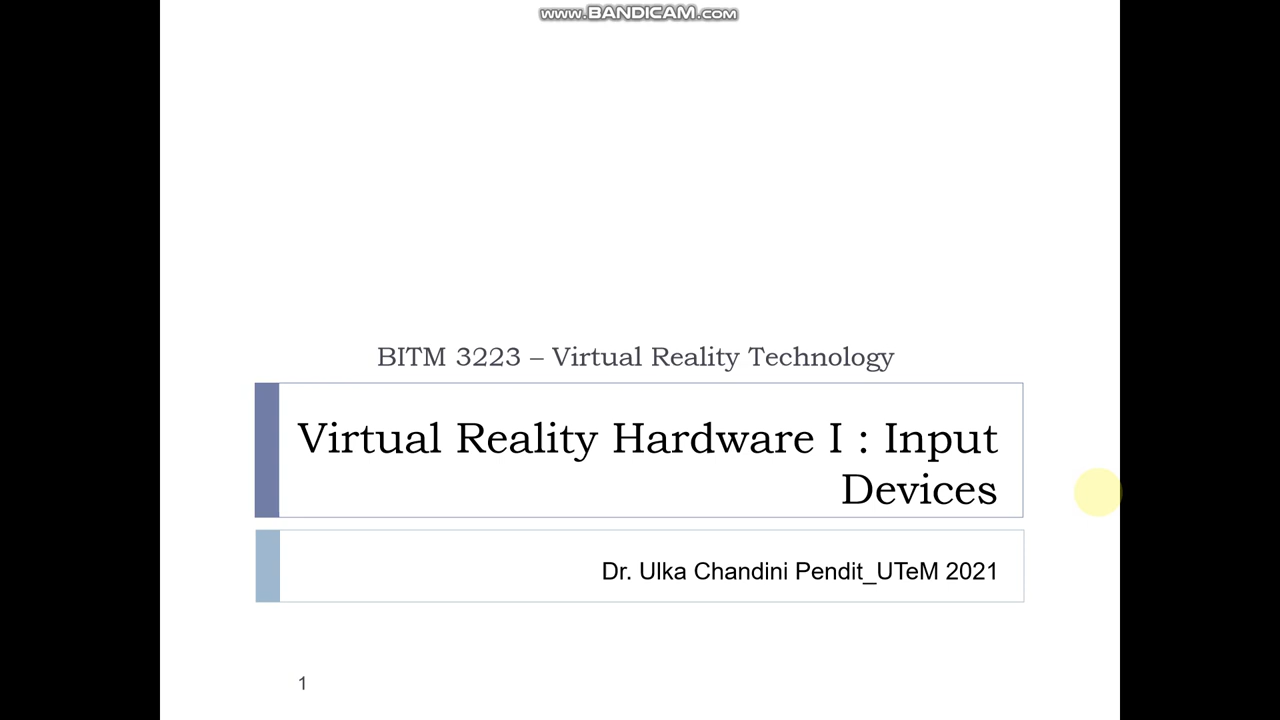 www.BANDICAM.com
BITM 3223 – Virtual Reality Technology
Virtual Reality Hardware I : Input
Devices
Dr. Ulka Chandini Pendit_UTeM 2021
1